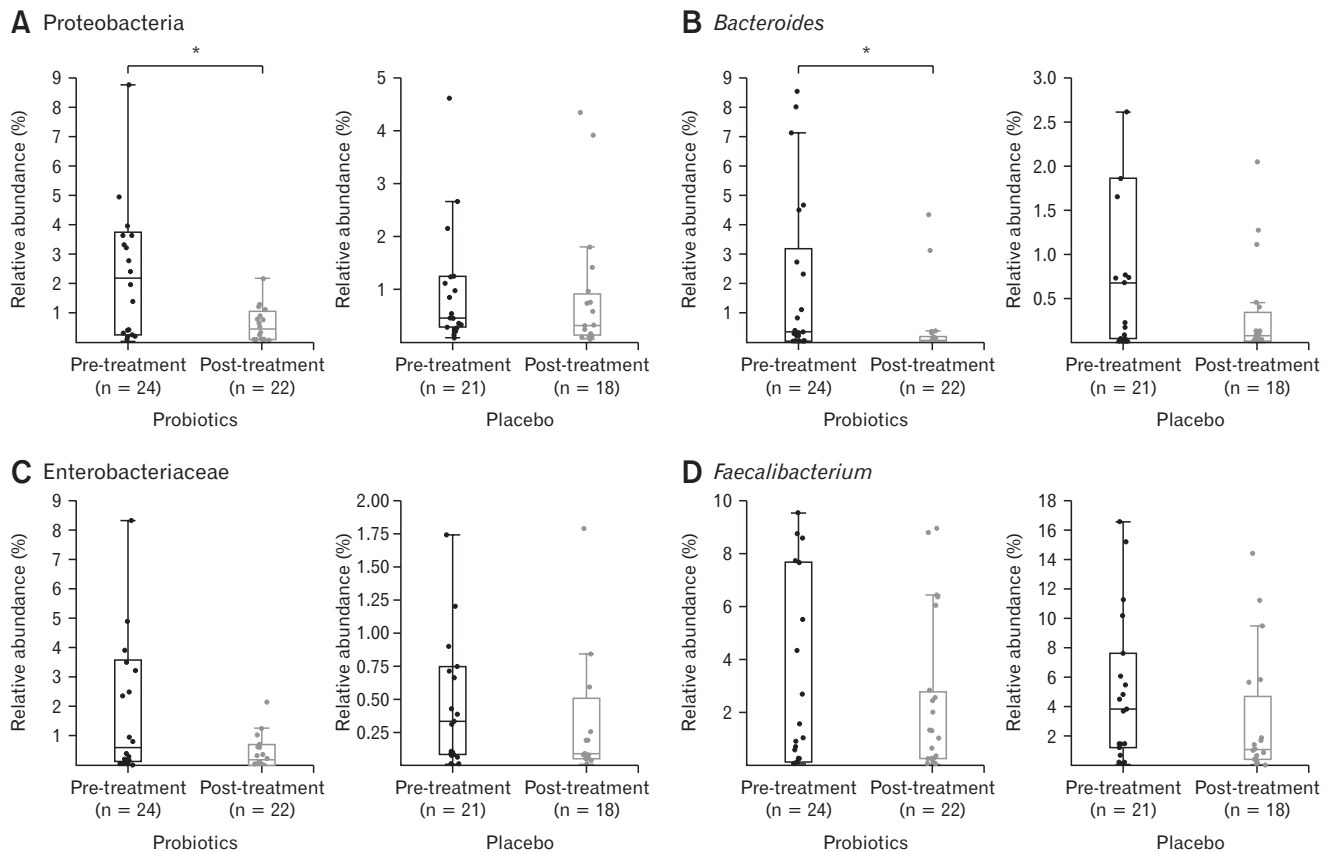 A Proteobacteria
*
Relative abundance (%)
9
8
7
6
5
4
3
2
1
Pre-treatment
(n = 24)
Post-treatment
(n = 22)
Probiotics
Relative abundance (%)
5
4
3
2
1
Pre-treatment
(n = 21)
Post-treatment
(n = 18)
Placebo
B Bacteroides
*
Relative abundance (%)
9
8
7
6
5
4
3
2
1
Pre-treatment
(n = 24)
Post-treatment
(n = 22)
Probiotics
Relative abundance (%)
3.0
2.5
2.0
1.5
1.0
0.5
Pre-treatment
(n = 21)
Post-treatment
(n = 18)
Placebo
C Enterobacteriaceae
Relative abundance (%)
9
8
7
6
5
4
3
2
1
Pre-treatment
(n = 24)
Post-treatment
(n = 22)
Probiotics
Relative abundance (%)
2.00
1.75
1.50
1.25
1.00
0.75
0.50
0.25
Pre-treatment
(n = 21)
Post-treatment
(n = 18)
Placebo
D Faecalibacterium
Relative abundance (%)
10
8
6
4
2
Pre-treatment
(n = 24)
Post-treatment
(n = 22)
Probiotics
Relative abundance (%)
18
16
14
12
10
8
6
4
2
Pre-treatment
(n = 21)
Post-treatment
(n = 18)
Placebo